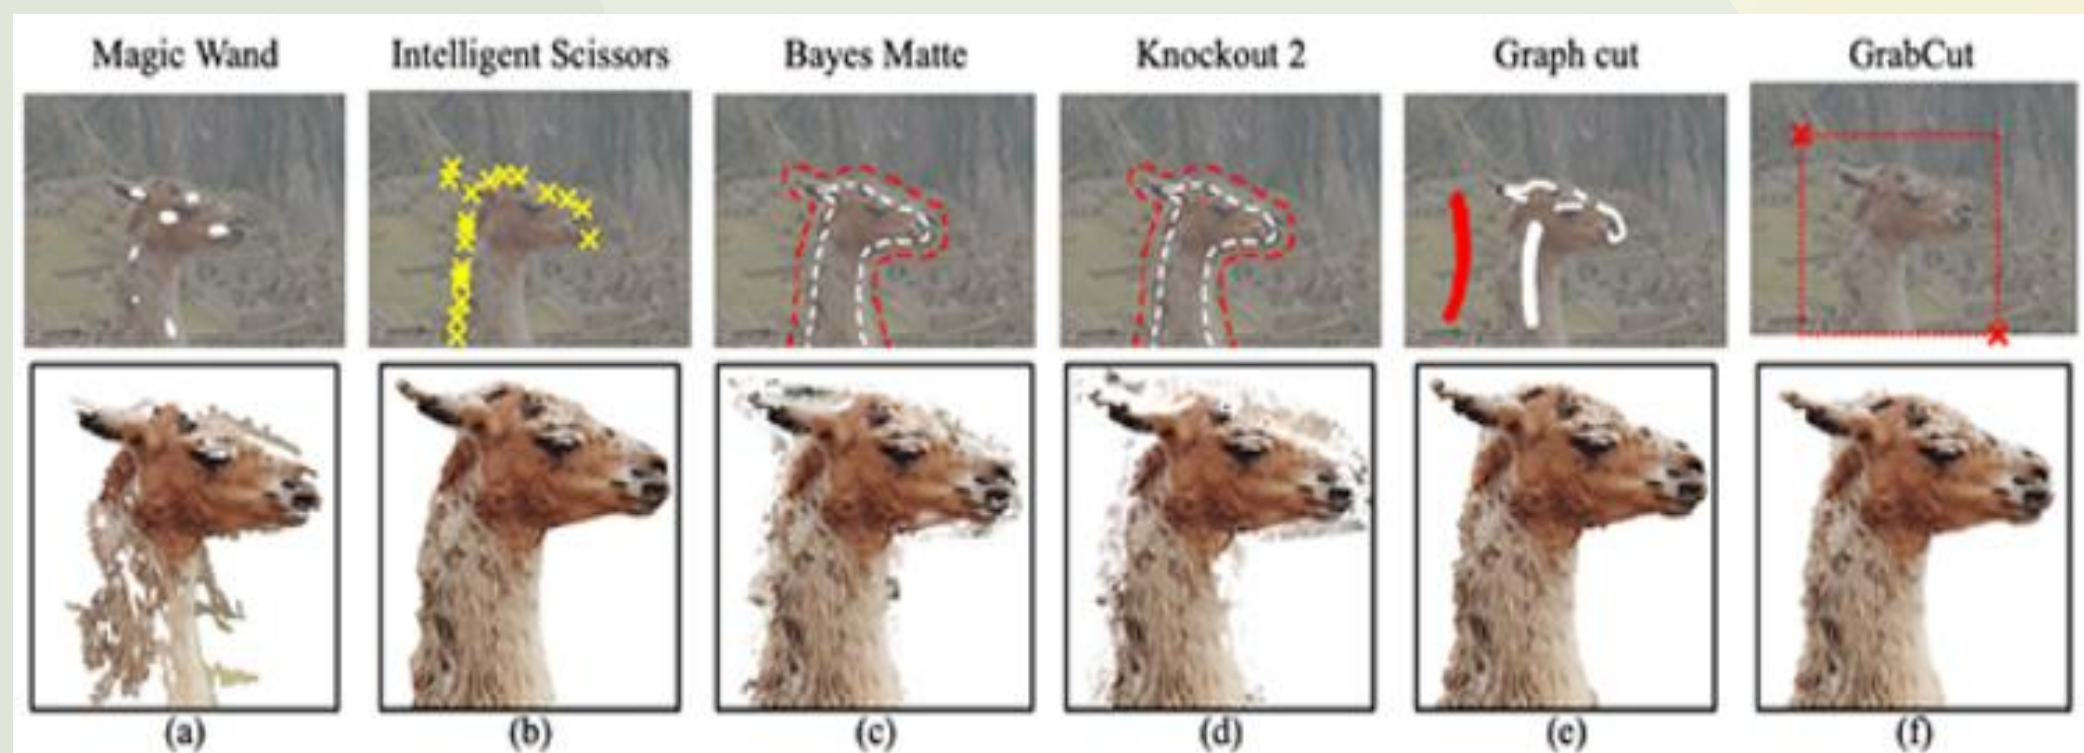 Magic Wand Intelligent Scissors Bayes Matte Knockout 2 Graph cut GrabCut
(a) (b) (c) (d) (e) (f)